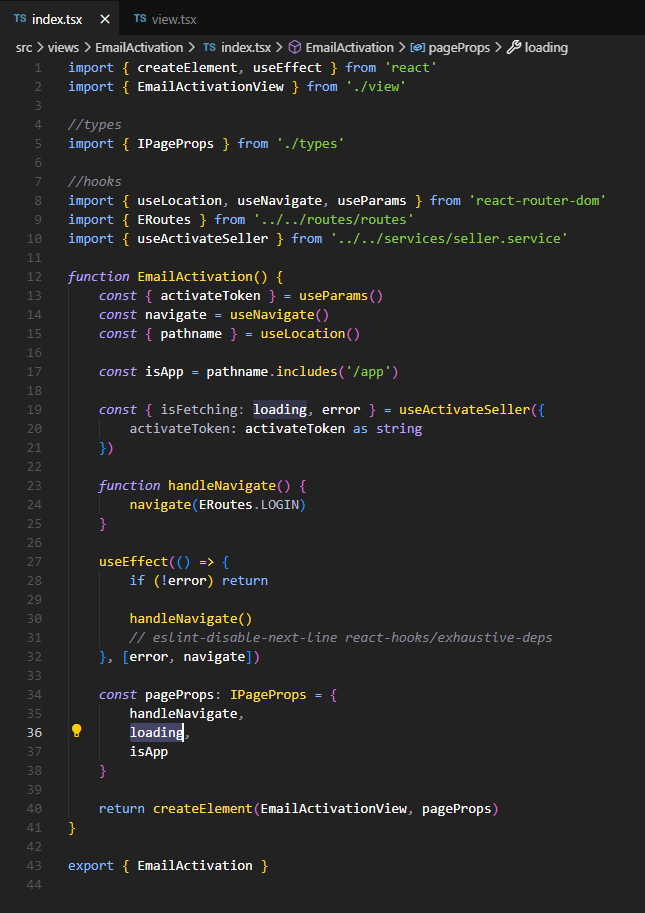 TS index.tsx × TS view.tsx
src > views > EmailActivation > TS index.tsx > EmailActivation > pageProps > loading
1 import { createElement, useEffect } from 'react'
2 import { EmailActivationView } from './view'
3
4 //types
5 import { IPageProps } from './types'
6
7 //hooks
8 import { useLocation, useNavigate, useParams } from 'react-router-dom'
9 import { ERoutes } from '../../routes/routes'
10 import { useActivateSeller } from '../../services/seller.service'
11
12 function EmailActivation() {
13     const { activateToken } = useParams()
14     const navigate = useNavigate()
15     const { pathname } = useLocation()
16
17     const isApp = pathname.includes('/app')
18
19     const { isFetching: loading, error } = useActivateSeller({
20         activateToken: activateToken as string
21     })
22
23     function handleNavigate() {
24         navigate(ERoutes.LOGIN)
25     }
26
27     useEffect(() => {
28         if (!error) return
29
30         handleNavigate()
31         // eslint-disable-next-line react-hooks/exhaustive-deps
32     }, [error, navigate])
33
34     const pageProps: IPageProps = {
35         handleNavigate,
36         loading,
37         isApp
38     }
39
40     return createElement(EmailActivationView, pageProps)
41 }
42
43 export { EmailActivation }
44